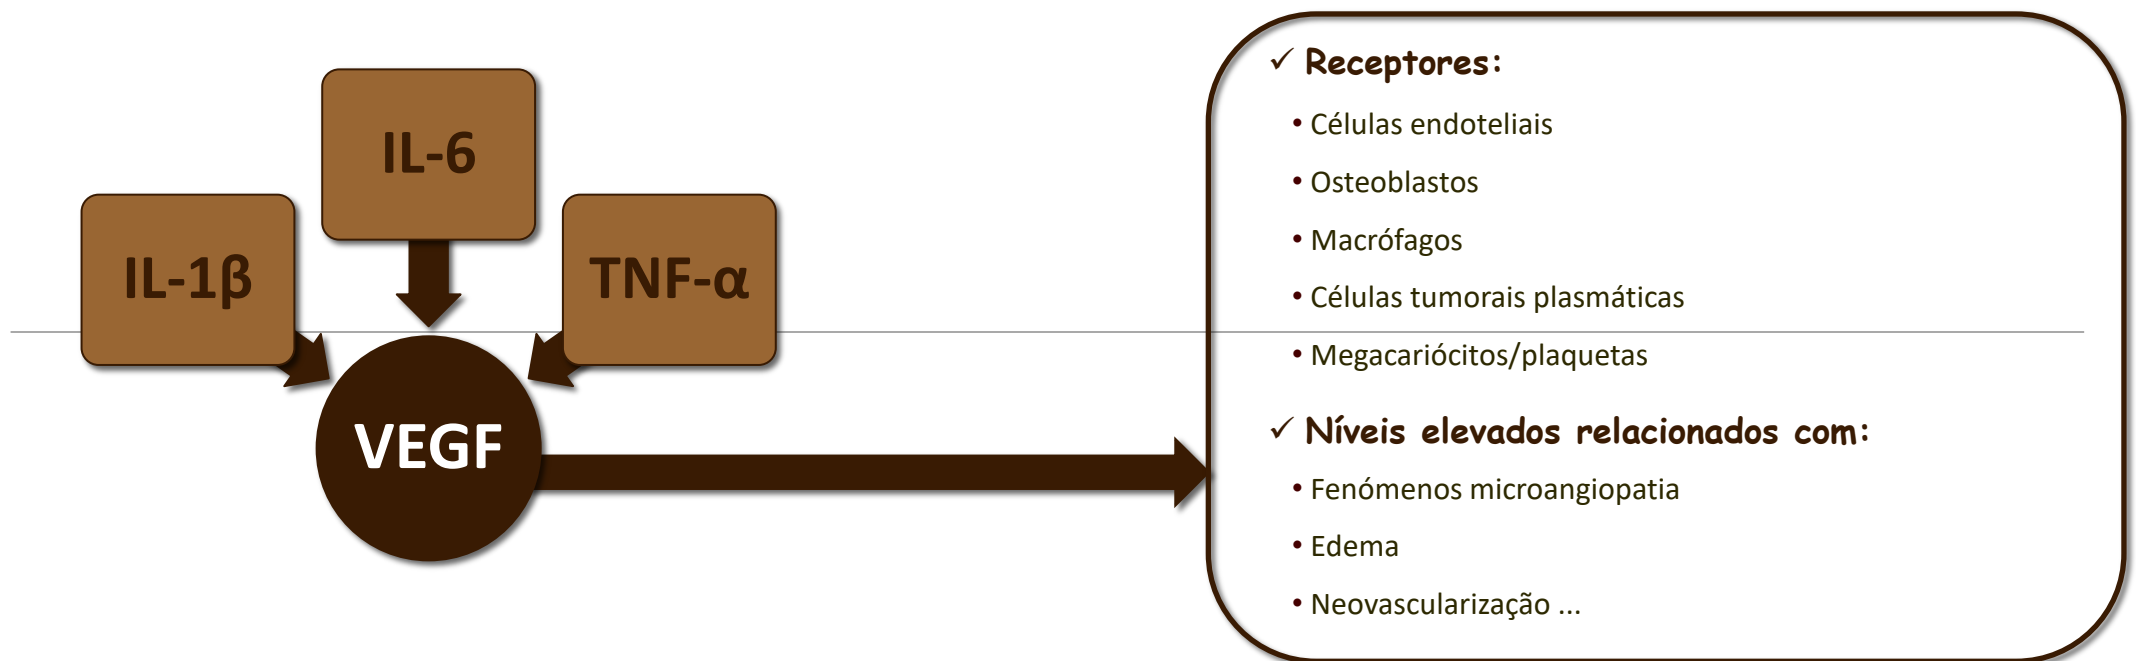 IL-6
IL-1β
TNF-α
VEGF
✓ Receptores:
• Células endoteliais
• Osteoblastos
• Macrófagos
• Células tumorais plasmáticas
• Megacariócitos/plaquetas
✓ Níveis elevados relacionados com:
• Fenómenos microangiopatia
• Edema
• Neovascularização ...